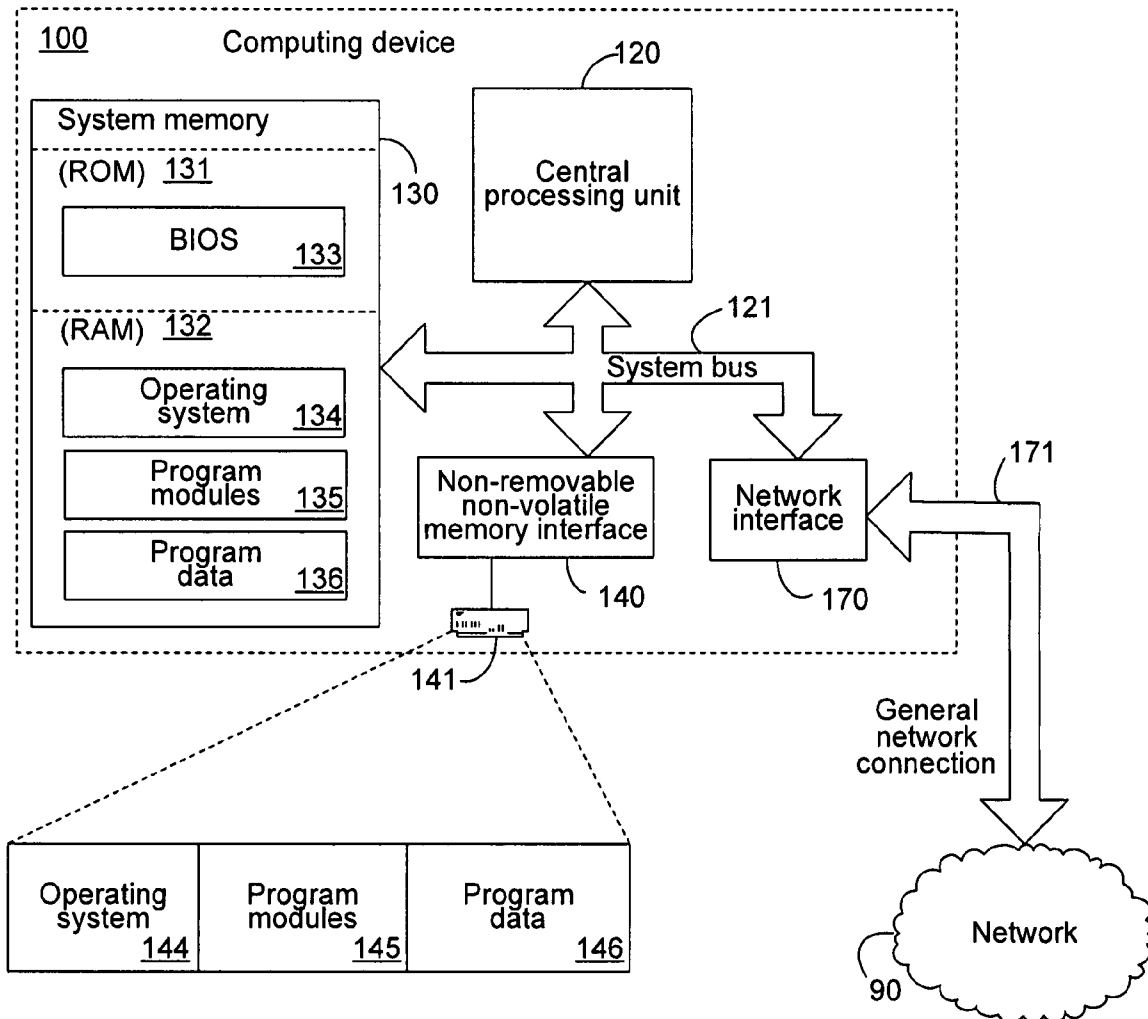 100 Computing device
120
System memory
130
(ROM) 131
BIOS
133
Central
processing unit
(RAM) 132
Operating
system
134
Program
modules
135
Program
data
136
121
System bus
Non-removable
non-volatile
memory interface
140
141
Network
interface
170
171
General
network
connection
Operating
system
144
Program
modules
145
Program
data
146
Network
90